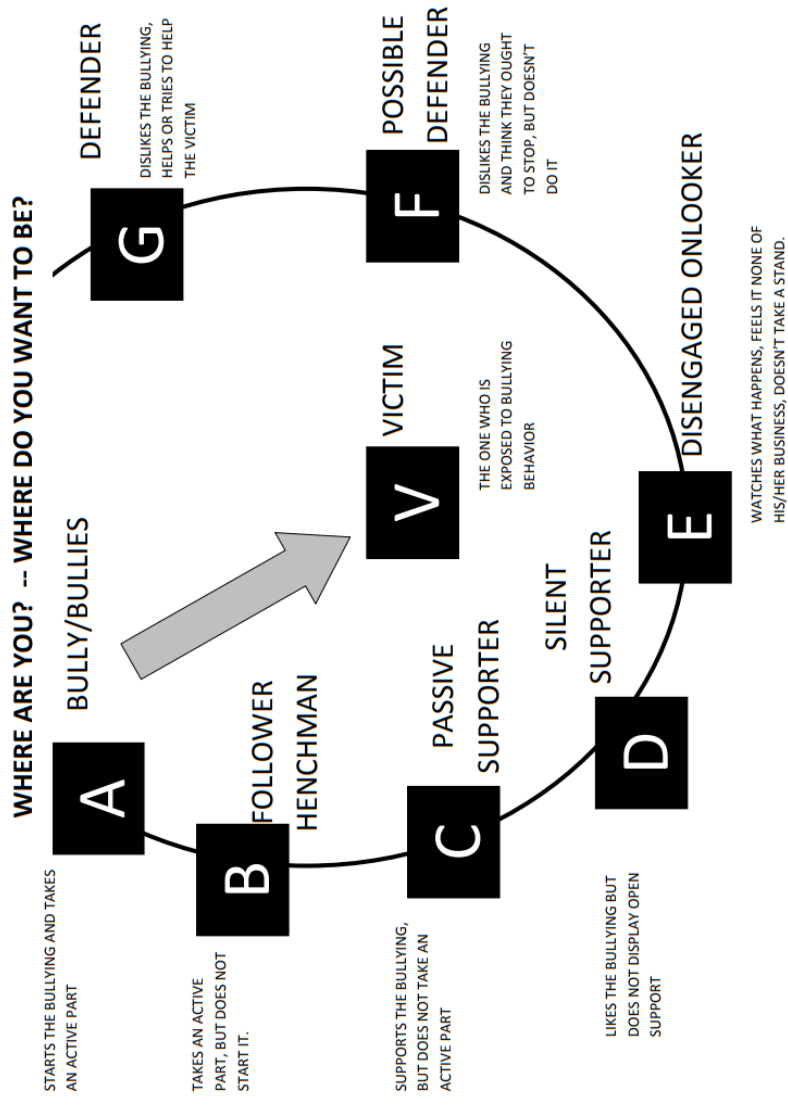 WHERE ARE YOU?  -- WHERE DO YOU WANT TO BE?
STARTS THE BULLYING AND TAKES
AN ACTIVE PART
A
BULLY/BULLIES
TAKES AN ACTIVE
PART, BUT DOES NOT
START IT.
B
FOLLOWER
HENCHMAN
SUPPORTS THE BULLYING,
BUT DOES NOT TAKE AN
ACTIVE PART
C
PASSIVE
SUPPORTER
LIKES THE BULLYING BUT
DOES NOT DISPLAY OPEN
SUPPORT
D
SILENT
SUPPORTER
E
DISENGAGED ONLOOKER
WATCHES WHAT HAPPENS, FEELS IT NONE OF
HIS/HER BUSINESS, DOESN'T TAKE A STAND.
V
VICTIM
THE ONE WHO IS
EXPOSED TO BULLYING
BEHAVIOR
F
POSSIBLE
DEFENDER
DISLIKES THE BULLYING
AND THINK THEY OUGHT
TO STOP, BUT DOESN'T
DO IT
G
DEFENDER
DISLIKES THE BULLYING,
HELPS OR TRIES TO HELP
THE VICTIM